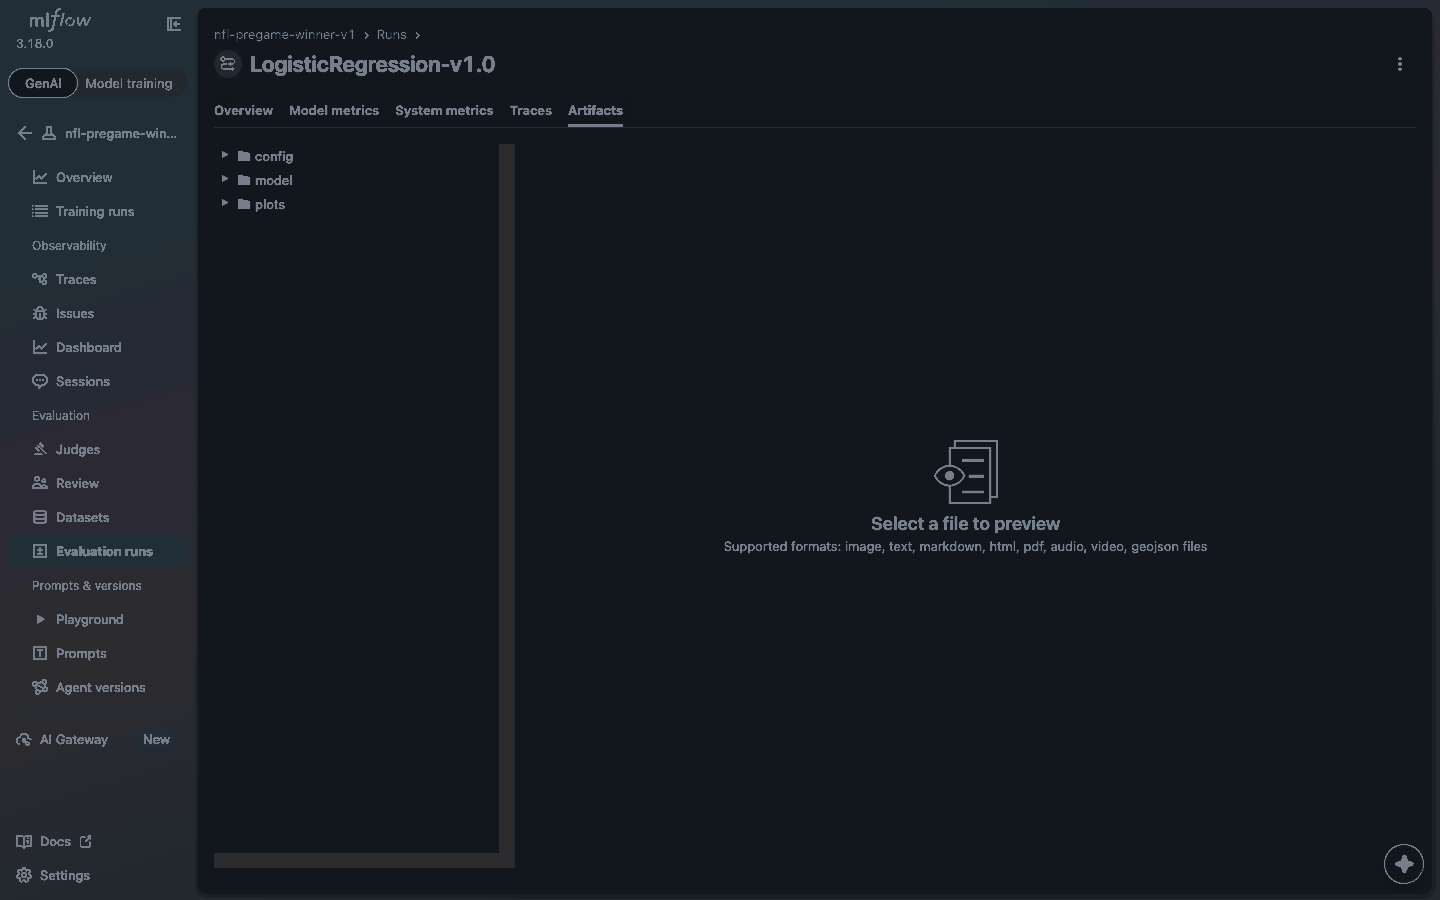 mlflow
3.18.0
GenAI
Model training
nfl-pregame-win...
Overview
Training runs
Observability
Traces
Issues
Dashboard
Sessions
Evaluation
Judges
Review
Datasets
Evaluation runs
Prompts & versions
Playground
Prompts
Agent versions
AI Gateway
New
Docs
Settings
nfl-pregame-winner-v1 > Runs >
LogisticRegression-v1.0
Overview
Model metrics
System metrics
Traces
Artifacts
config
model
plots
Select a file to preview
Supported formats: image, text, markdown, html, pdf, audio, video, geojson files